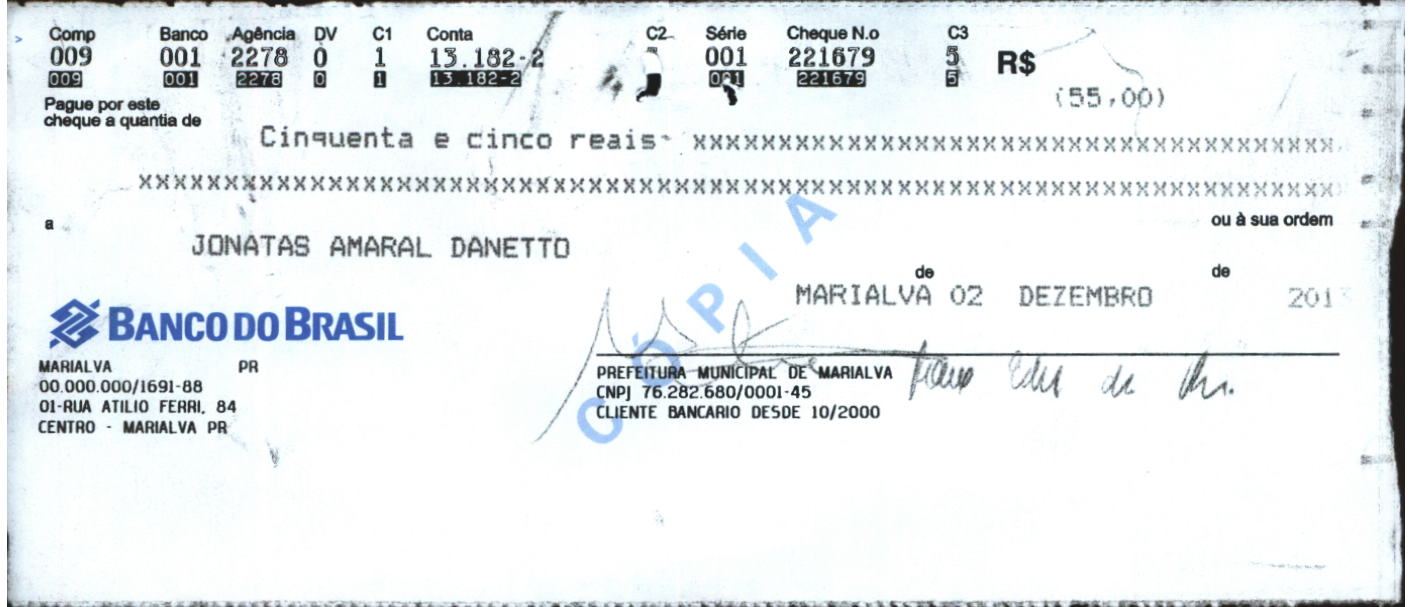 Comp Banco Agência DV C1 Conta C2 Série Cheque N.o C3
009 001 2278 0 1 13.182-2 001 221679 5 R$
009 001 2278 0 1 13.182-2 001 221679 5
(55,00)
Pague por este
cheque a quantia de
Cinquenta e cinco reais- xxxxxxxxxxxxxxxxxxxxxxxxxxxxxxxxxxxxxxxxxxxxx
xxxxxxxxxxxxxxxxxxxxxxxxxxxxxxxxxxxxxxxxxxxxxxxxxxxxxxxxxxxxxxxxxxxx
a ou à sua ordem
JONATAS AMARAL DANETTO
de de
MARIALVA 02 DEZEMBRO 2013
BANCO DO BRASIL
CÓPIA
MARIALVA PR
00.000.000/1691-88
01-RUA ATILIO FERRI, 84
CENTRO - MARIALVA PR
PREFEITURA MUNICIPAL DE MARIALVA
CNPJ 76.282.680/0001-45
CLIENTE BANCARIO DESDE 10/2000